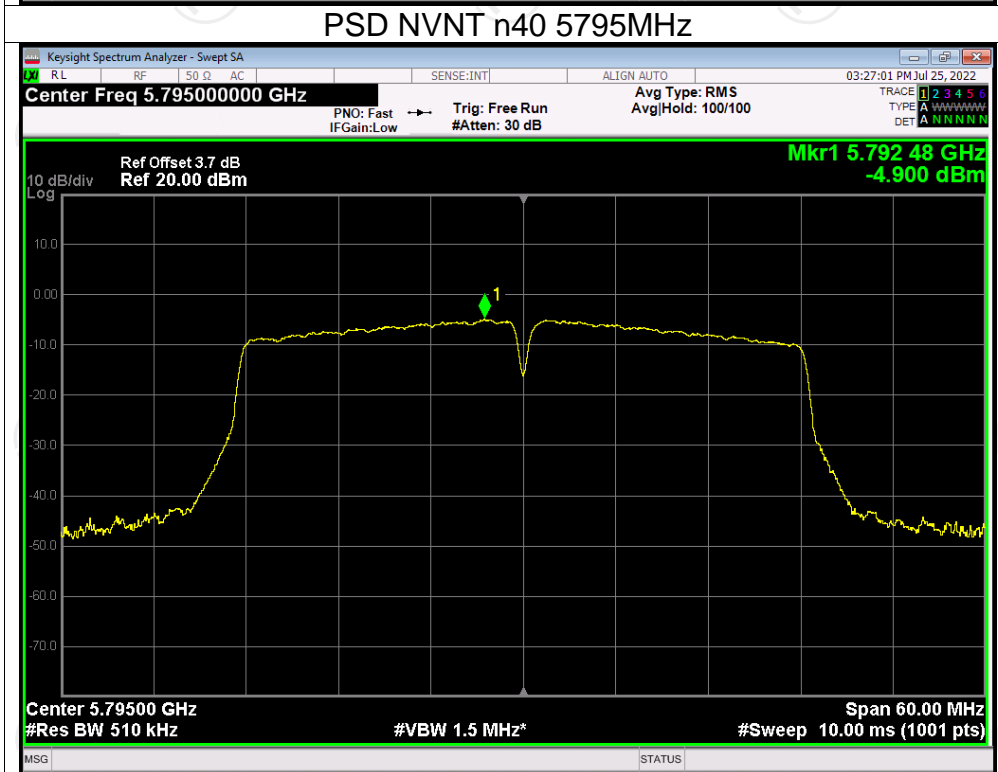 PSD NVNT n40 5795MHz
Keysight Spectrum Analyzer - Swept SA
LXI RL RF 50 Ω AC SENSE:INT ALIGN AUTO 03:27:01 PM Jul 25, 2022
Center Freq 5.795000000 GHz
PNO: Fast
IFGain:Low
Trig: Free Run
#Atten: 30 dB
Avg Type: RMS
Avg|Hold: 100/100
TRACE 1 2 3 4 5 6
TYPE A WWWWW
DET A N N N N N
Mkr1 5.792 48 GHz
-4.900 dBm
Ref Offset 3.7 dB
10 dB/div Ref 20.00 dBm
Log
1
10.0
0.00
-10.0
-20.0
-30.0
-40.0
-50.0
-60.0
-70.0
Center 5.79500 GHz Span 60.00 MHz
#Res BW 510 kHz #VBW 1.5 MHz* #Sweep 10.00 ms (1001 pts)
MSG STATUS